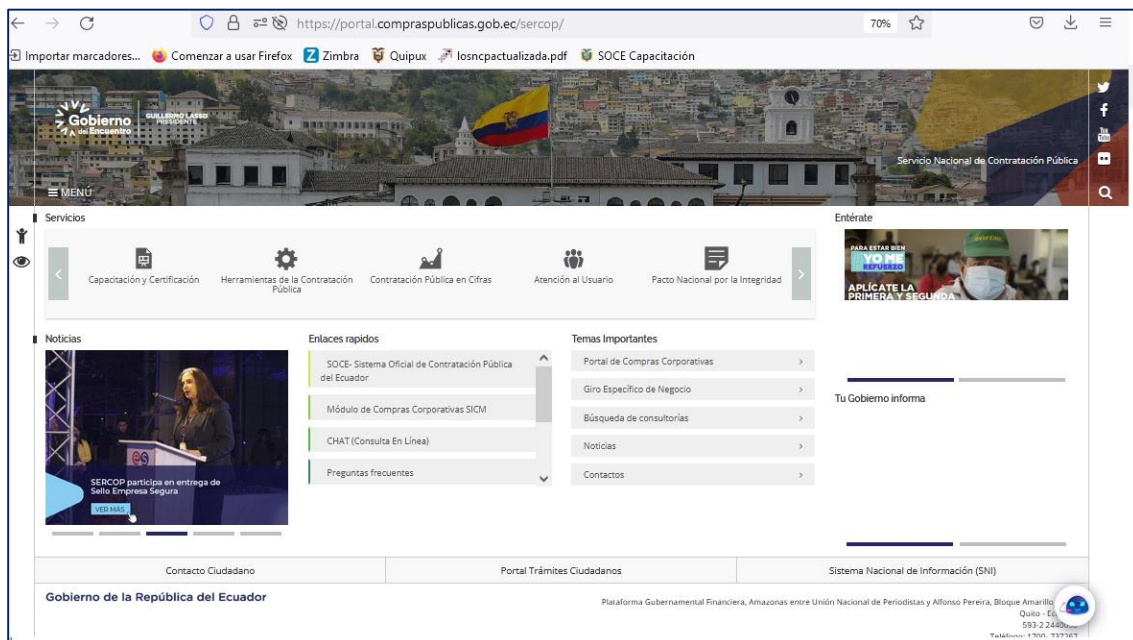 https://portal.compraspublicas.gob.ec/sercop/
70%
Importar marcadores...
Comenzar a usar Firefox
Zimbra
Quipux
losncpactualizada.pdf
SOCE Capacitación
Gobierno
del Encuentro
GUILLERMO LASSO
PRESIDENTE
Servicio Nacional de Contratación Pública
MENÚ
Servicios
Capacitación y Certificación
Herramientas de la Contratación
Pública
Contratación Pública en Cifras
Atención al Usuario
Pacto Nacional por la Integridad
Entérate
PARA ESTAR BIEN
YO ME
REFUERZO
APLÍCATE LA
PRIMERA Y SEGUNDA
Noticias
SERCOP participa en entrega de
Sello Empresa Segura
VER MÁS
Enlaces rapidos
SOCE- Sistema Oficial de Contratación Pública
del Ecuador
Módulo de Compras Corporativas SICM
CHAT (Consulta En Línea)
Preguntas frecuentes
Temas Importantes
Portal de Compras Corporativas
Giro Específico de Negocio
Búsqueda de consultorías
Noticias
Contactos
Tu Gobierno informa
Contacto Ciudadano
Portal Trámites Ciudadanos
Sistema Nacional de Información (SNI)
Gobierno de la República del Ecuador
Plataforma Gubernamental Financiera, Amazonas entre Unión Nacional de Periodistas y Alfonso Pereira, Bloque Amarillo
Quito -
593-2
Teléfono: 1700- 737267